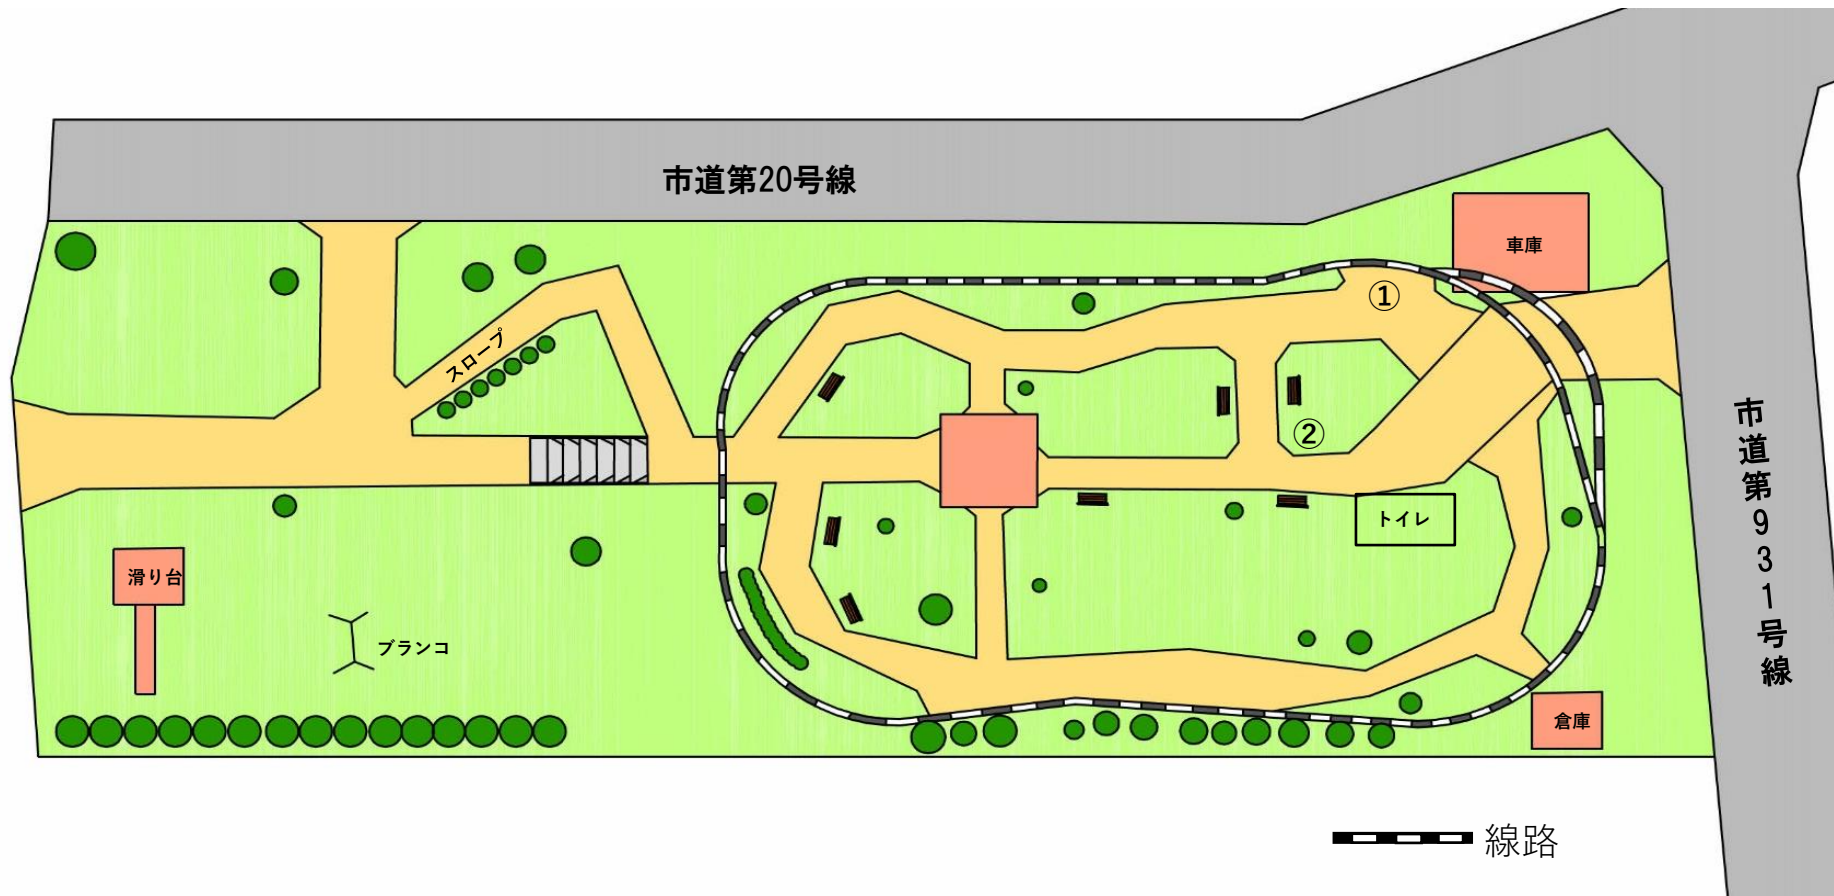 市道第20号線
車庫
①
スロープ
②
市道第931号線
トイレ
滑り台
ブランコ
倉庫
線路